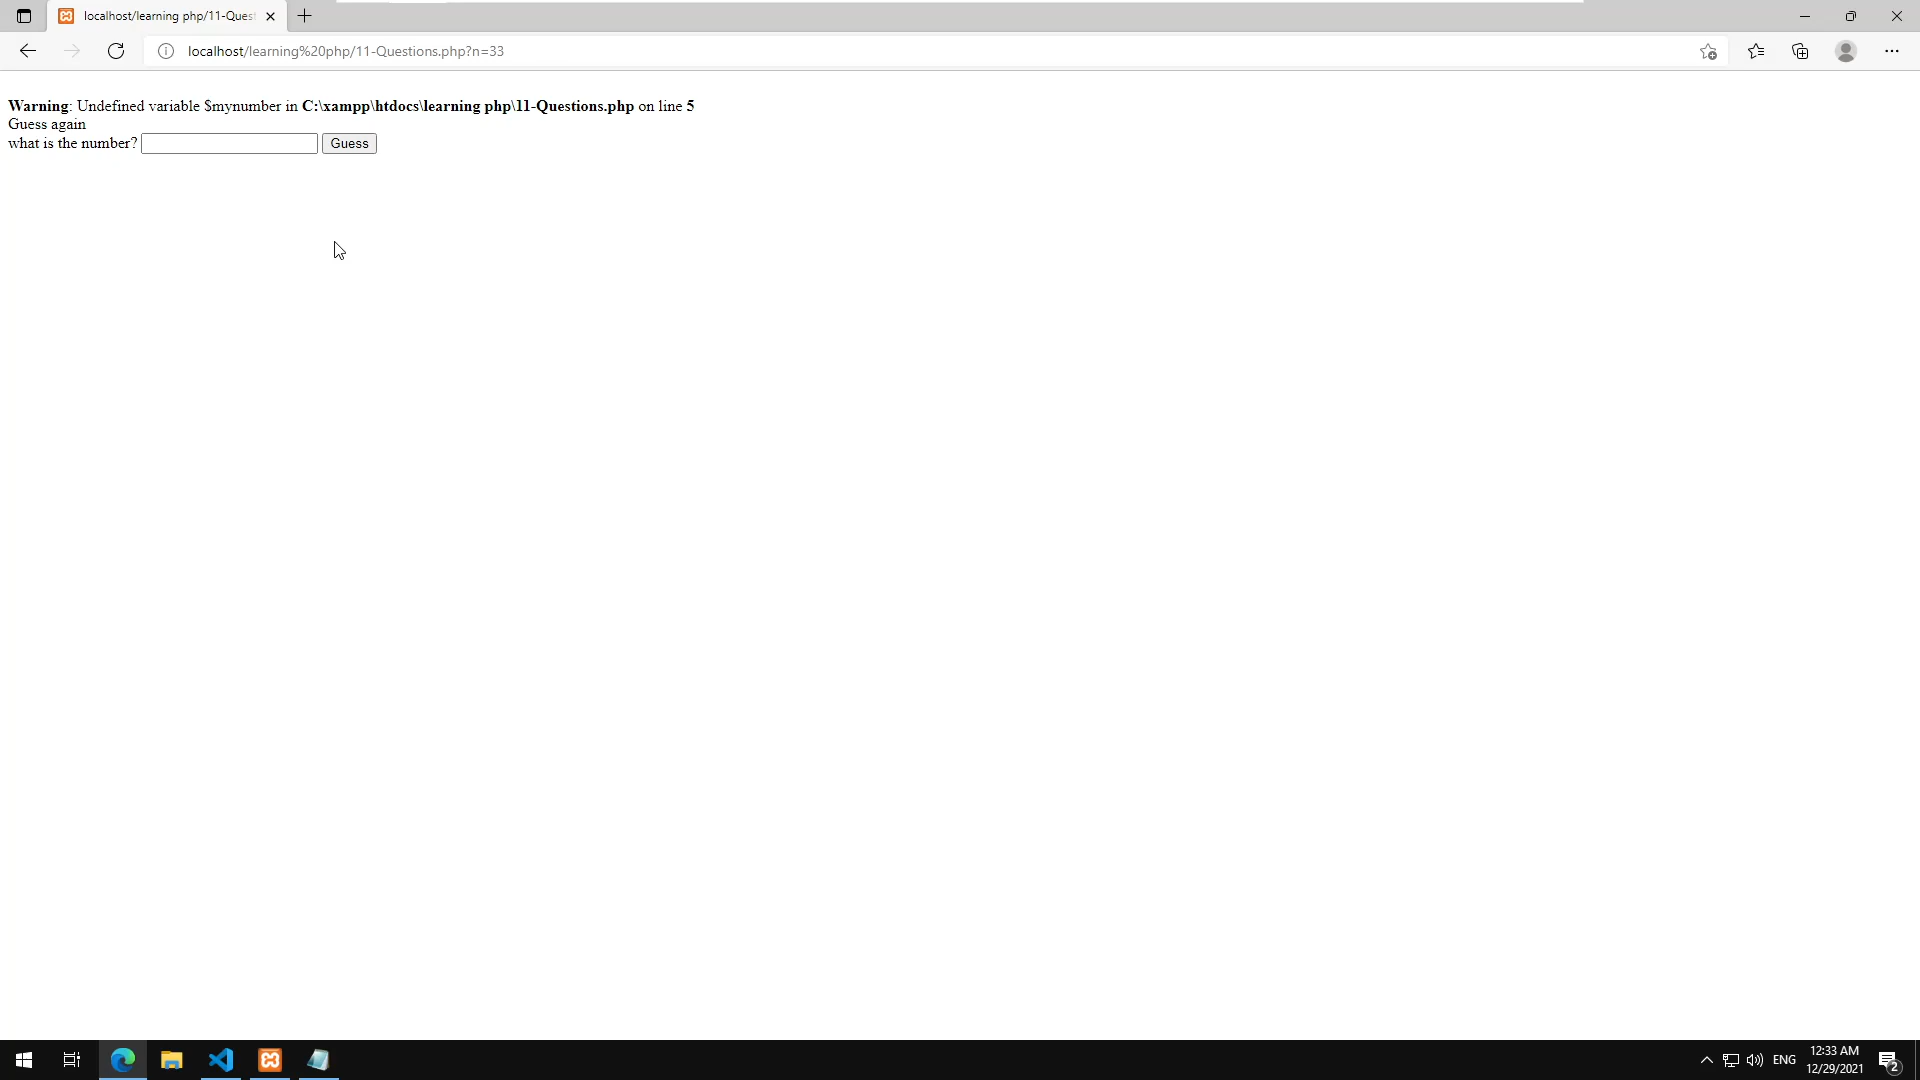 localhost/learning php/11-Ques
localhost/learning%20php/11-Questions.php?n=33
Warning: Undefined variable $mynumber in C:\xampp\htdocs\learning php\11-Questions.php on line 5
Guess again
what is the number? Guess
ENG
12:33 AM
12/29/2021
2